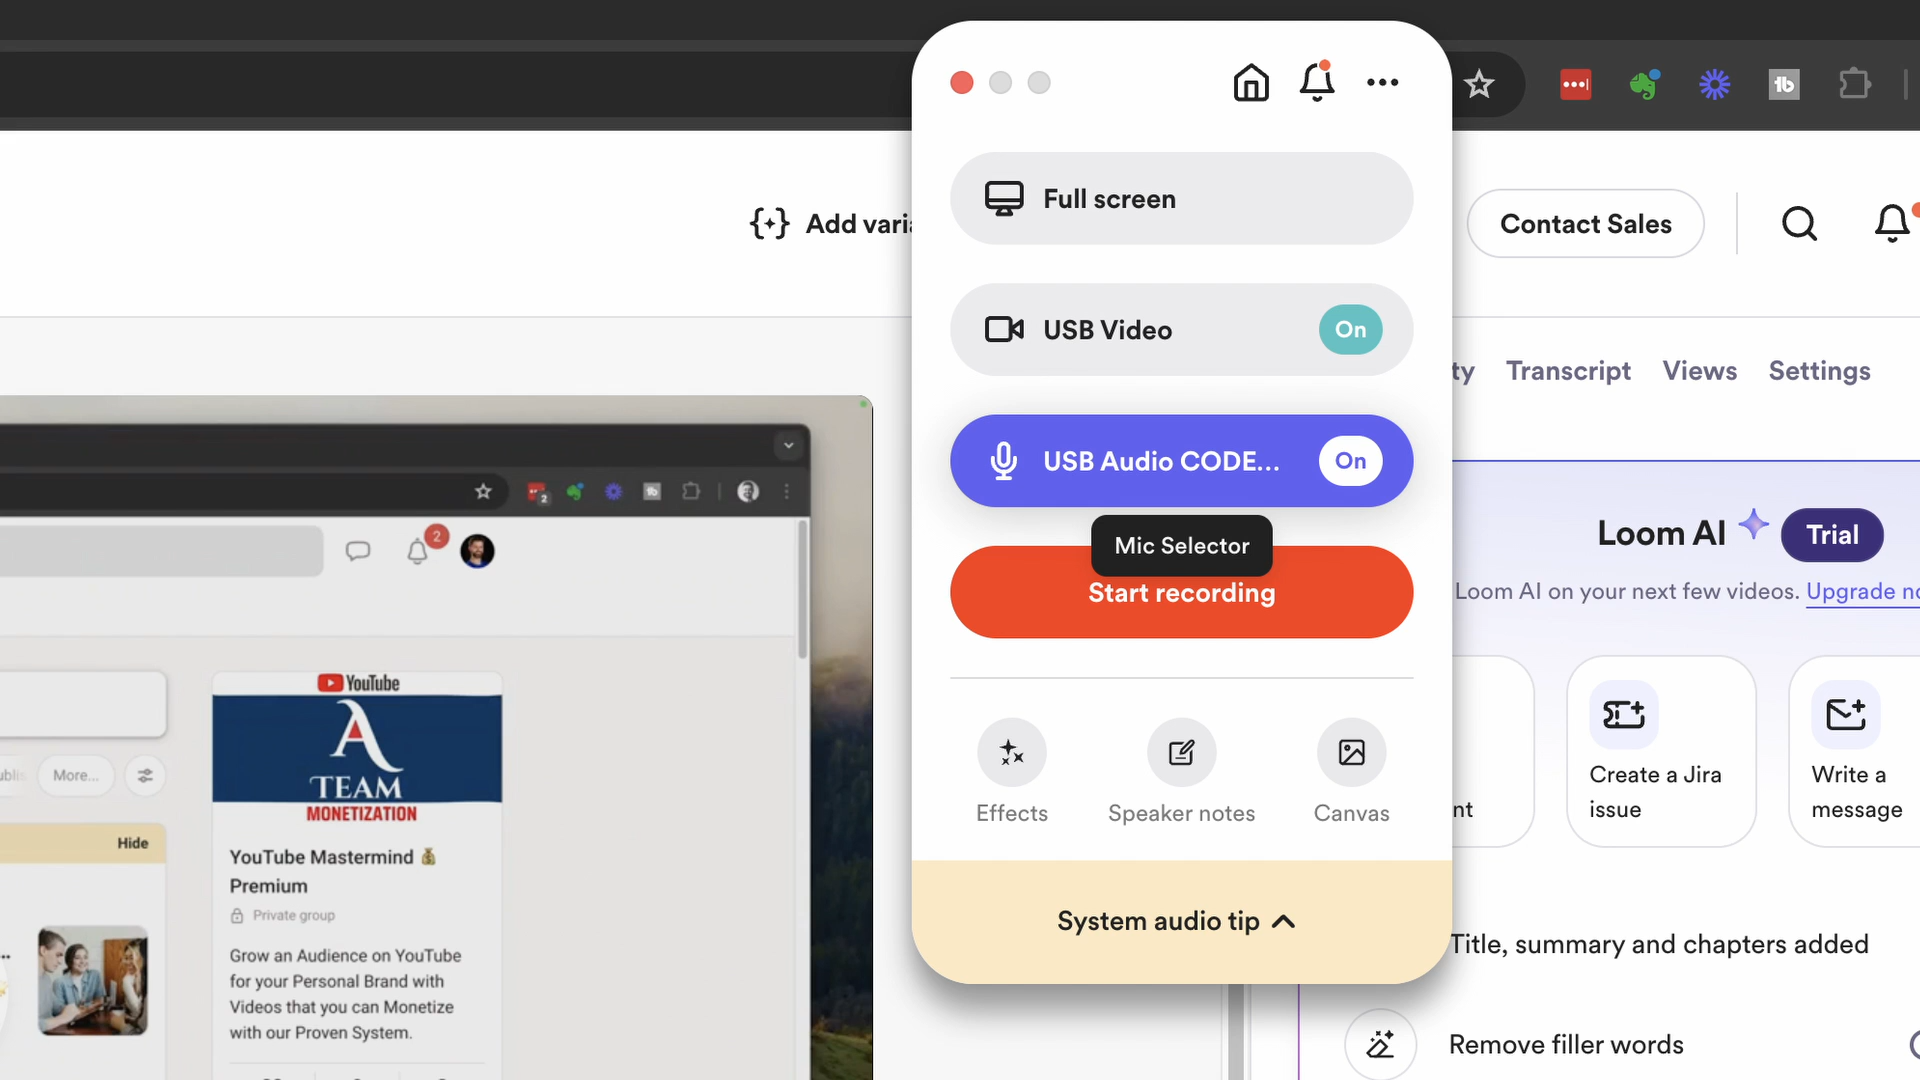 Full screen
USB Video
On
USB Audio CODE...
On
Mic Selector
Start recording
Effects
Speaker notes
Canvas
System audio tip
Contact Sales
Transcript
Views
Settings
Loom AI
Trial
Loom AI on your next few videos. Upgrade
Create a Jira
issue
Write a
message
Title, summary and chapters added
Remove filler words
Add
2
2
More...
Hide
YouTube
A
TEAM
MONETIZATION
YouTube Mastermind 💰
Premium
Private group
Grow an Audience on YouTube
for your Personal Brand with
Videos that you can Monetize
with our Proven System.